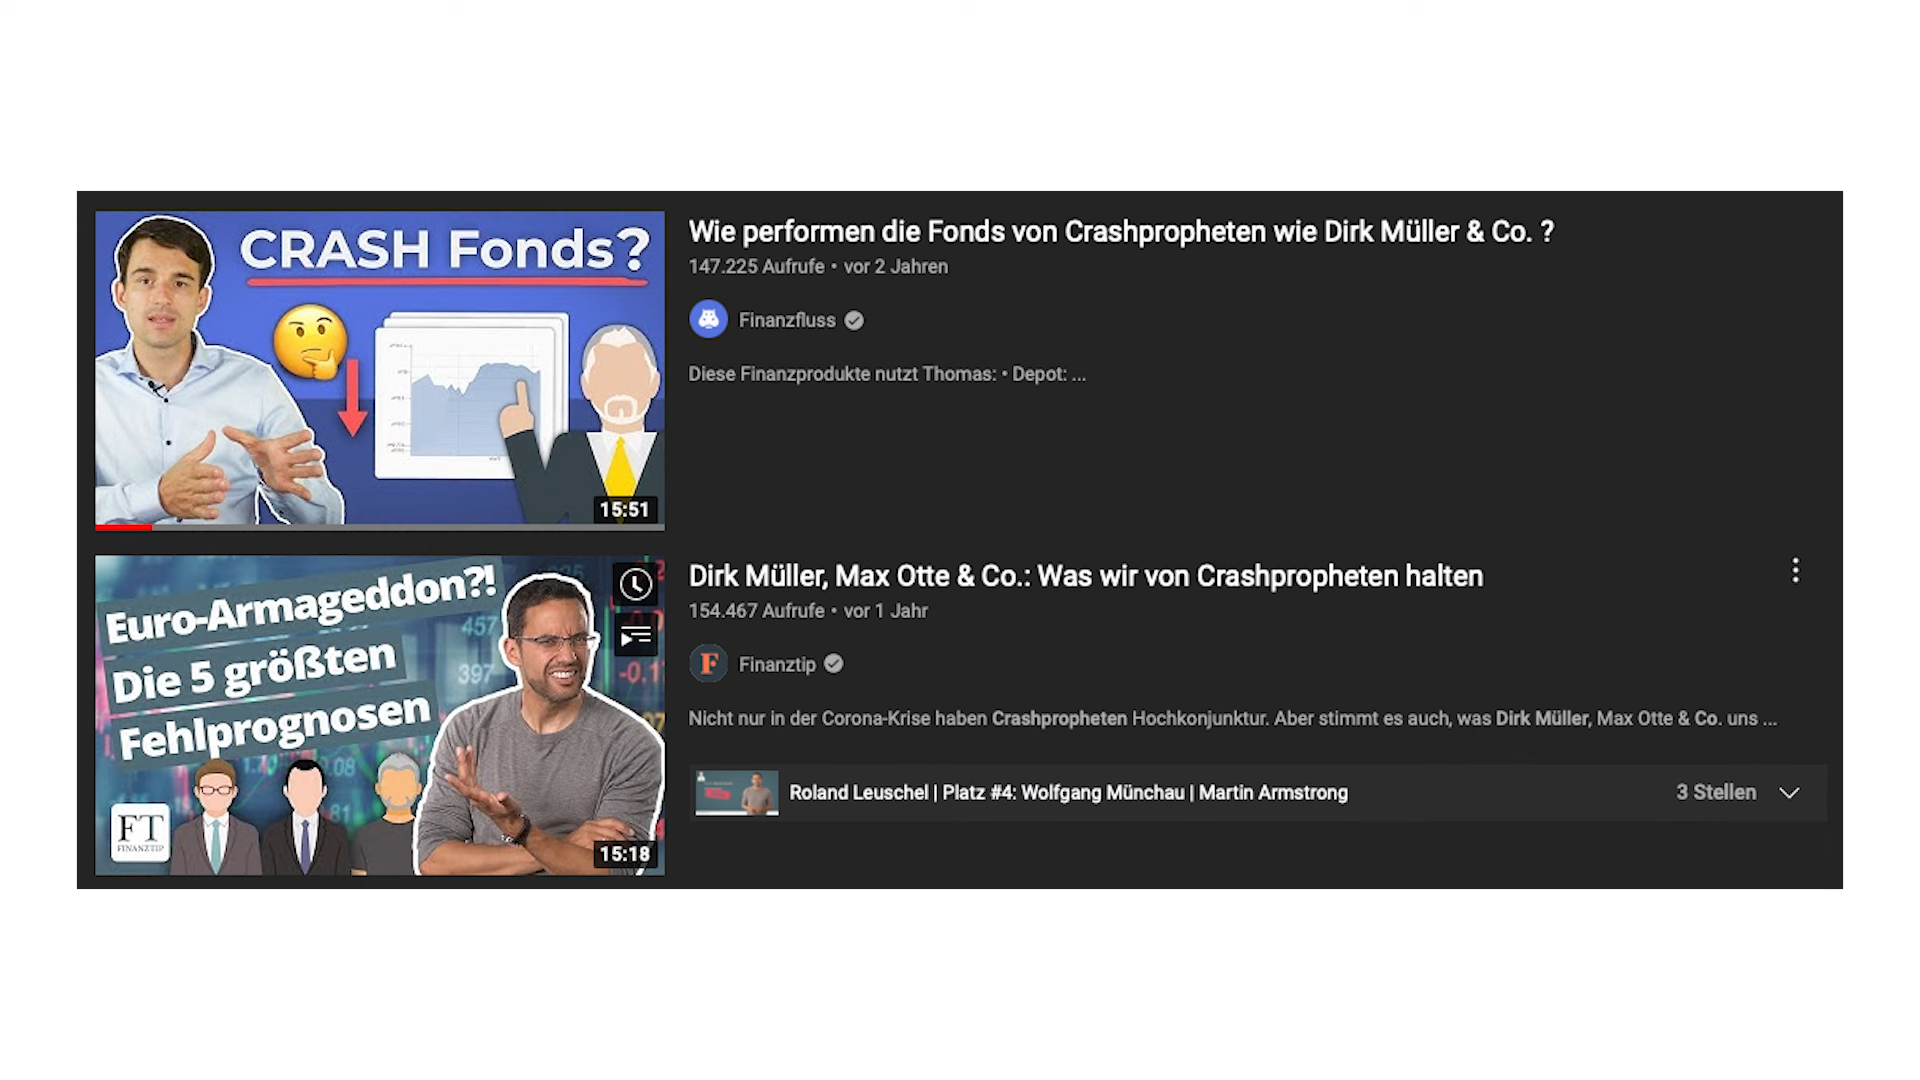 CRASH Fonds?
15:51
Wie performen die Fonds von Crashpropheten wie Dirk Müller & Co. ?
147.225 Aufrufe • vor 2 Jahren
Finanzfluss
Diese Finanzprodukte nutzt Thomas: • Depot: ...
Euro-Armageddon?!
Die 5 größten
Fehlprognosen
457
397
FT
FINANZTIP
15:18
Dirk Müller, Max Otte & Co.: Was wir von Crashpropheten halten
154.467 Aufrufe • vor 1 Jahr
F Finanztip
Nicht nur in der Corona-Krise haben Crashpropheten Hochkonjunktur. Aber stimmt es auch, was Dirk Müller, Max Otte & Co. uns ...
Roland Leuschel | Platz #4: Wolfgang Münchau | Martin Armstrong
3 Stellen